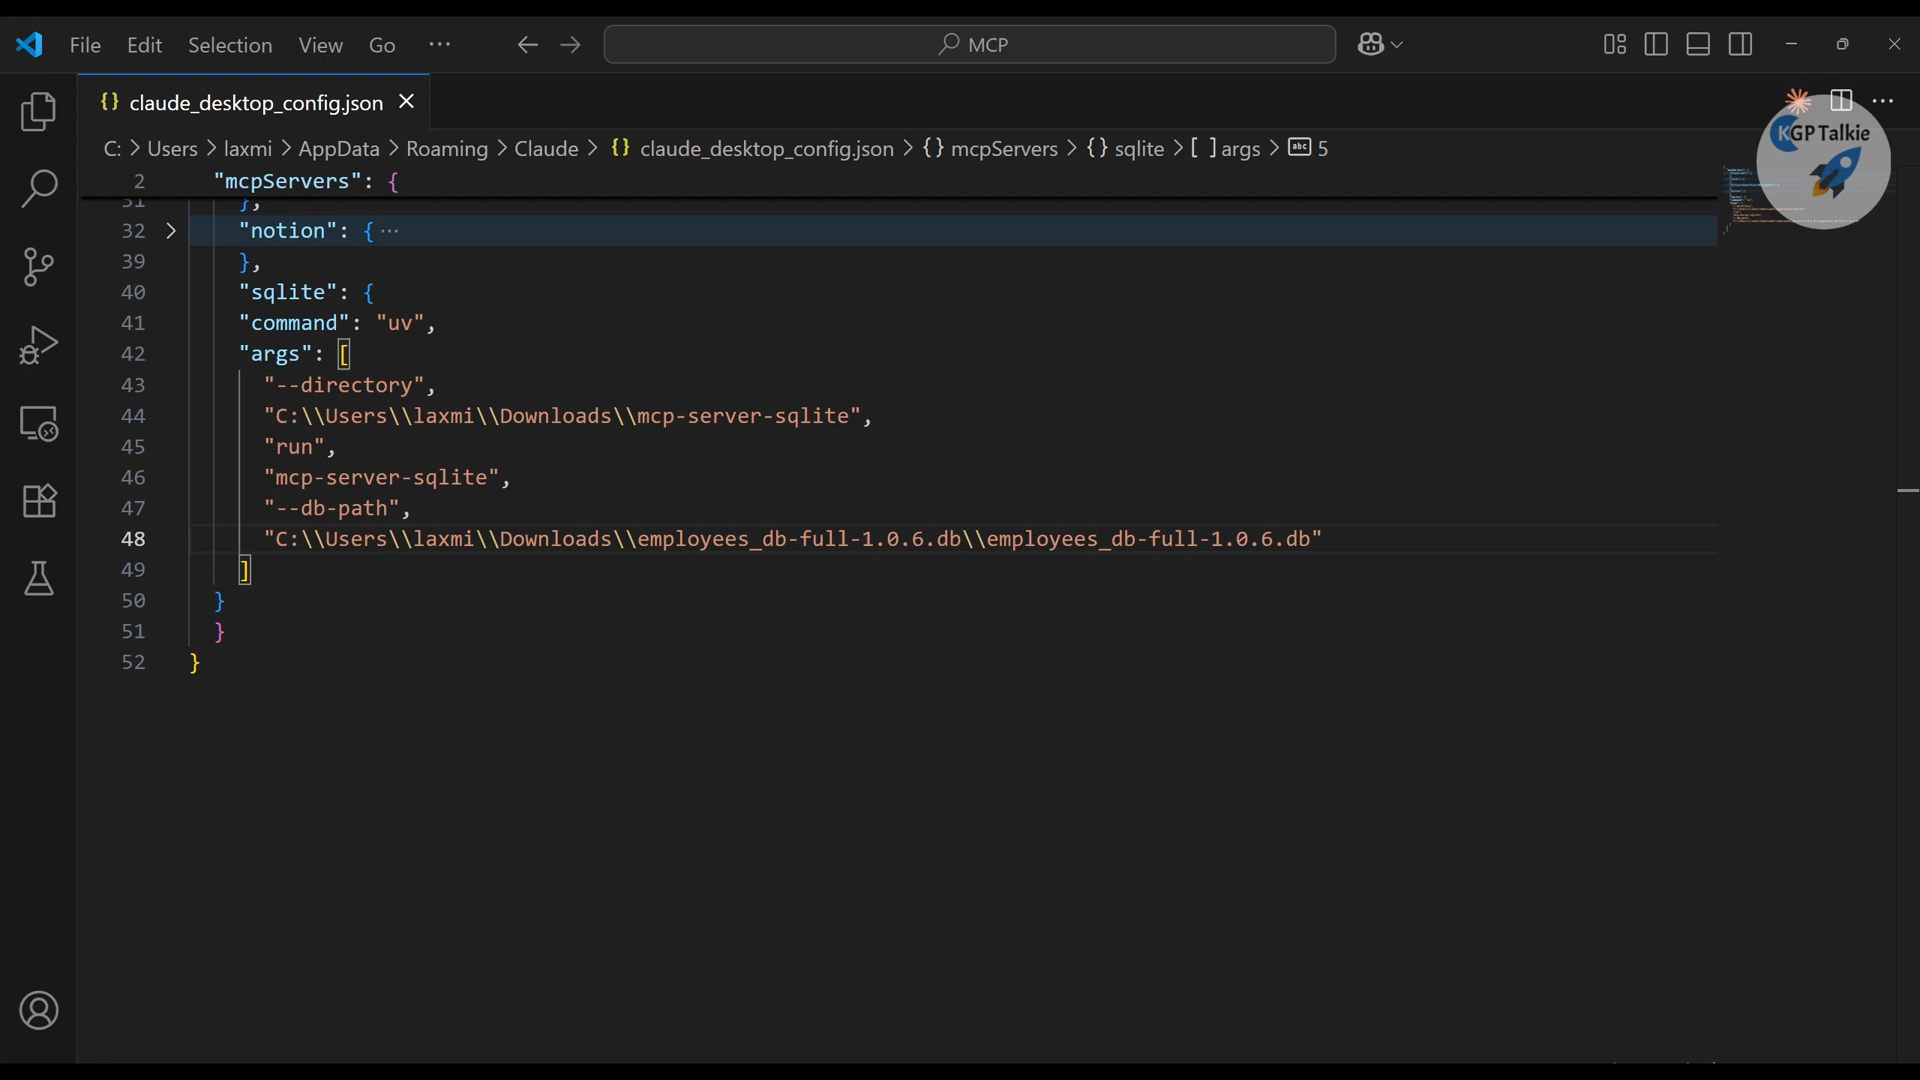 File Edit Selection View Go ··· MCP
{} claude_desktop_config.json
KGP Talkie
C: > Users > laxmi > AppData > Roaming > Claude > {} claude_desktop_config.json > {} mcpServers > {} sqlite > [ ] args > abc 5
2 "mcpServers": {
31 },
32 "notion": { ···
39 },
40 "sqlite": {
41 "command": "uv",
42 "args": [
43 "--directory",
44 "C:\\Users\\laxmi\\Downloads\\mcp-server-sqlite",
45 "run",
46 "mcp-server-sqlite",
47 "--db-path",
48 "C:\\Users\\laxmi\\Downloads\\employees_db-full-1.0.6.db\\employees_db-full-1.0.6.db"
49 ]
50 }
51 }
52 }